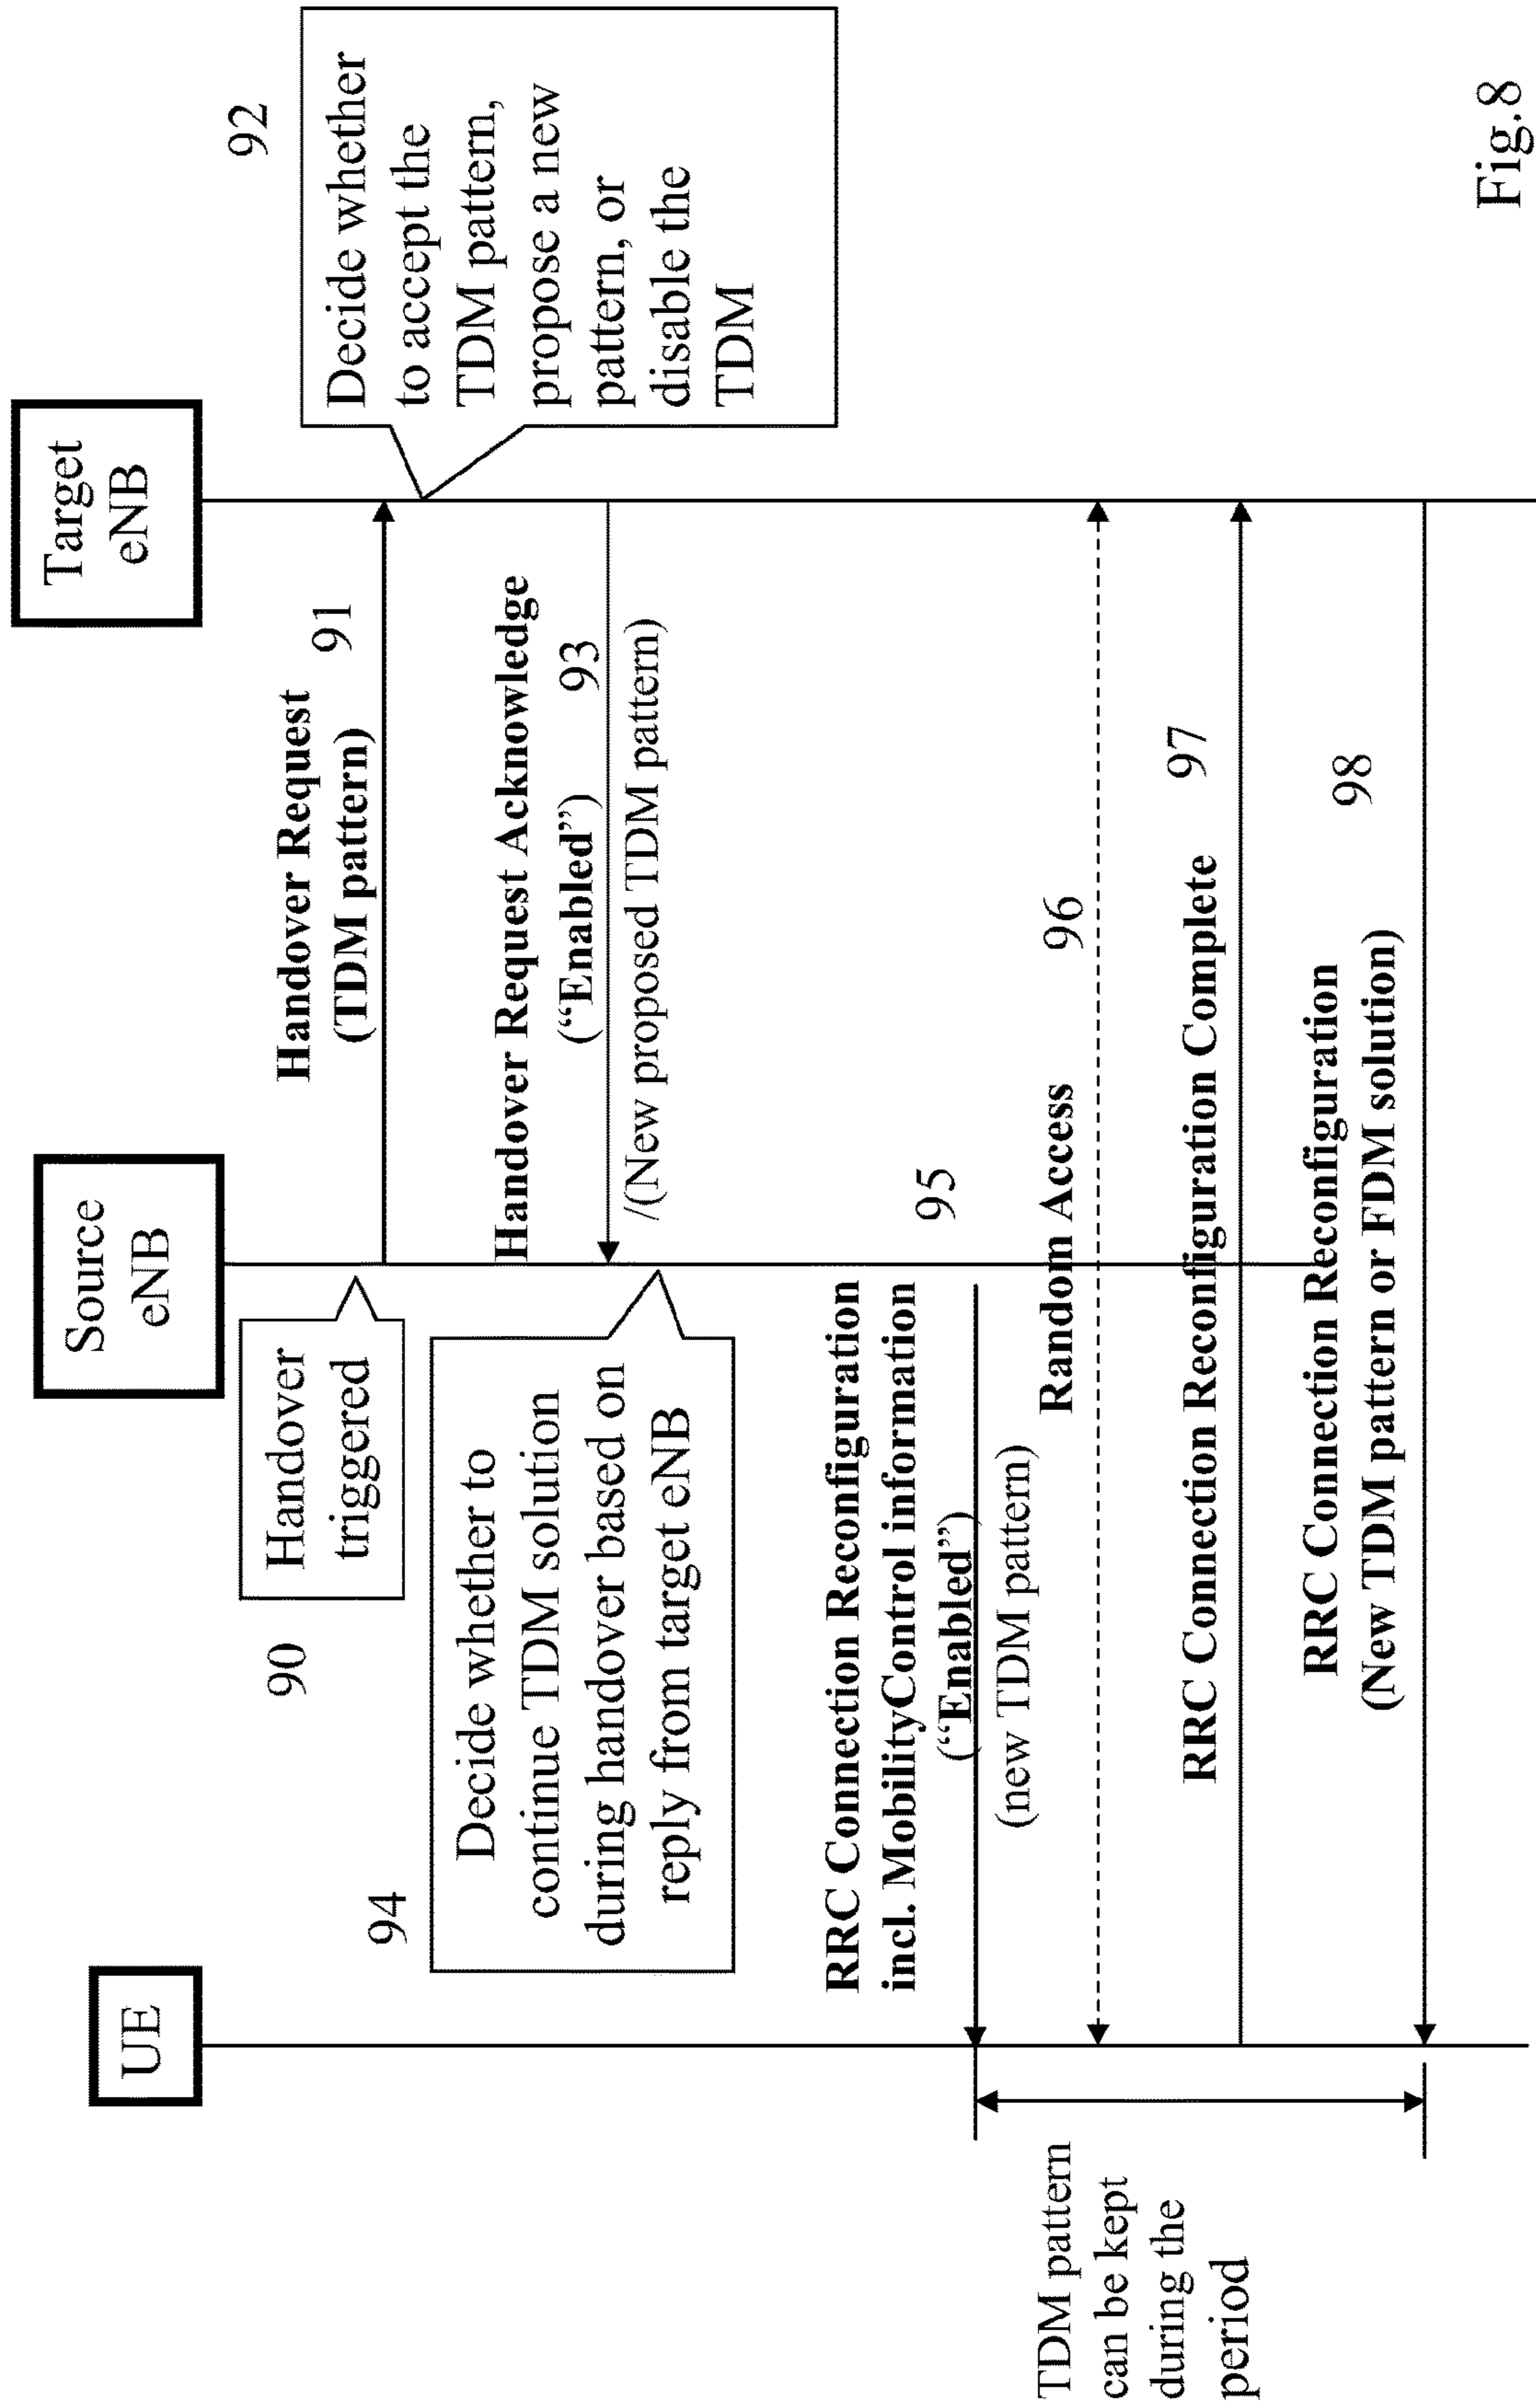 UE
Source
eNB
Target
eNB
90
Handover
triggered
Handover Request
(TDM pattern)
91
92
Decide whether
to accept the
TDM pattern,
propose a new
pattern, or
disable the
TDM
Handover Request Acknowledge
(“Enabled”)
93
/(New proposed TDM pattern)
94
Decide whether to
continue TDM solution
during handover based on
reply from target eNB
RRC Connection Reconfiguration
incl. MobilityControl information
95
(“Enabled”)
(new TDM pattern)
Random Access
96
TDM pattern
can be kept
during the
period
RRC Connection Reconfiguration Complete
97
RRC Connection Reconfiguration
98
(New TDM pattern or FDM solution)
Fig.8